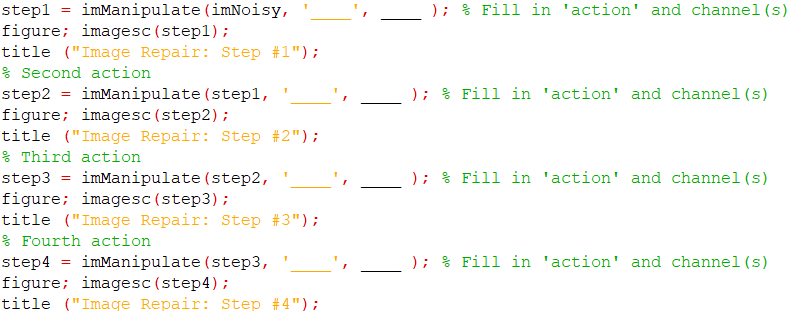 step1 = imManipulate(imNoisy, '____', ____ ); % Fill in 'action' and channel(s)
figure; imagesc(step1);
title ("Image Repair: Step #1");
% Second action
step2 = imManipulate(step1, '____', ____ ); % Fill in 'action' and channel(s)
figure; imagesc(step2);
title ("Image Repair: Step #2");
% Third action
step3 = imManipulate(step2, '____', ____ ); % Fill in 'action' and channel(s)
figure; imagesc(step3);
title ("Image Repair: Step #3");
% Fourth action
step4 = imManipulate(step3, '____', ____ ); % Fill in 'action' and channel(s)
figure; imagesc(step4);
title ("Image Repair: Step #4");